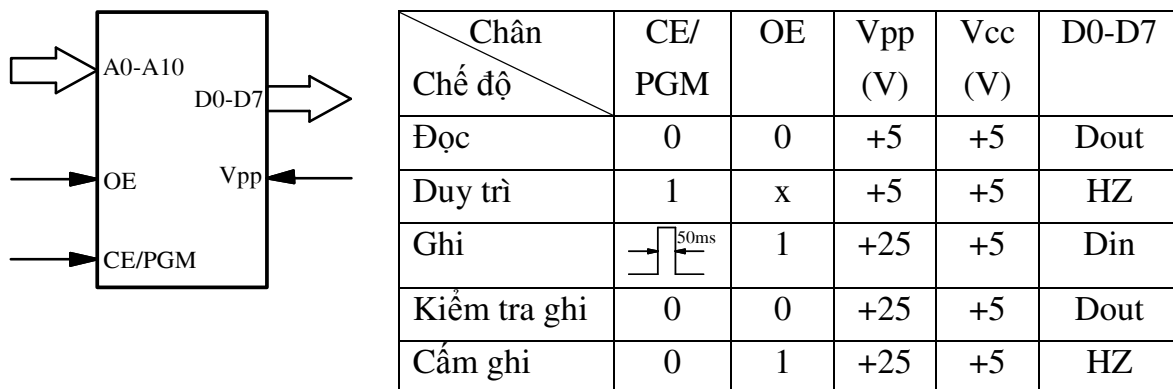 A0-A10
D0-D7
OE
Vpp
CE/PGM
Chân CE/ OE Vpp Vcc D0-D7
Chế độ PGM (V) (V)
Đọc 0 0 +5 +5 Dout
Duy trì 1 x +5 +5 HZ
Ghi 50ms 1 +25 +5 Din
Kiểm tra ghi 0 0 +25 +5 Dout
Cấm ghi 0 1 +25 +5 HZ